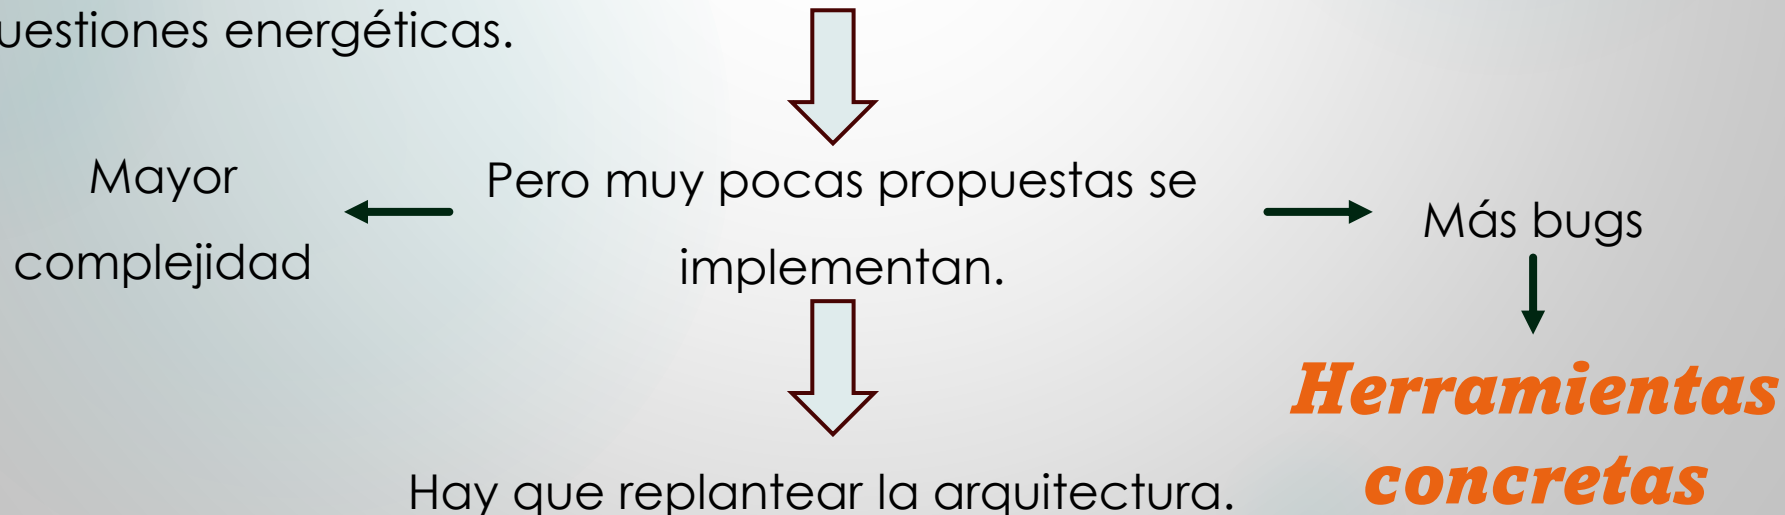 uestiones energéticas.
Mayor
complejidad
Pero muy pocas propuestas se
implementan.
Más bugs
Herramientas
concretas
Hay que replantear la arquitectura.